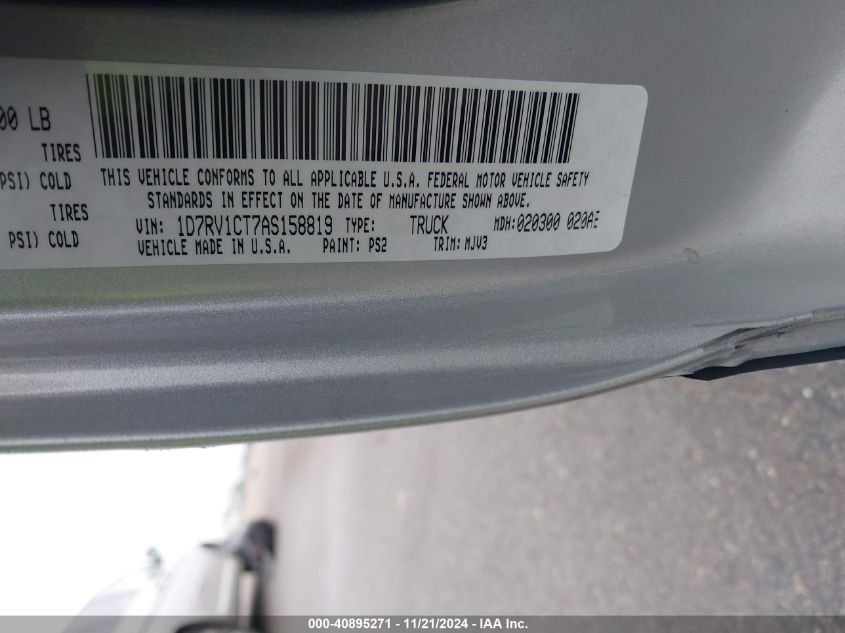 00 LB
TIRES
PSI) COLD
TIRES
PSI) COLD
THIS VEHICLE CONFORMS TO ALL APPLICABLE U.S.A. FEDERAL MOTOR VEHICLE SAFETY
STANDARDS IN EFFECT ON THE DATE OF MANUFACTURE SHOWN ABOVE.
VIN: 1D7RV1CT7AS158819 TYPE: TRUCK MDH:020300 020AE
VEHICLE MADE IN U.S.A. PAINT: PS2 TRIM: MJV3
000-40895271 - 11/21/2024 - IAA Inc.